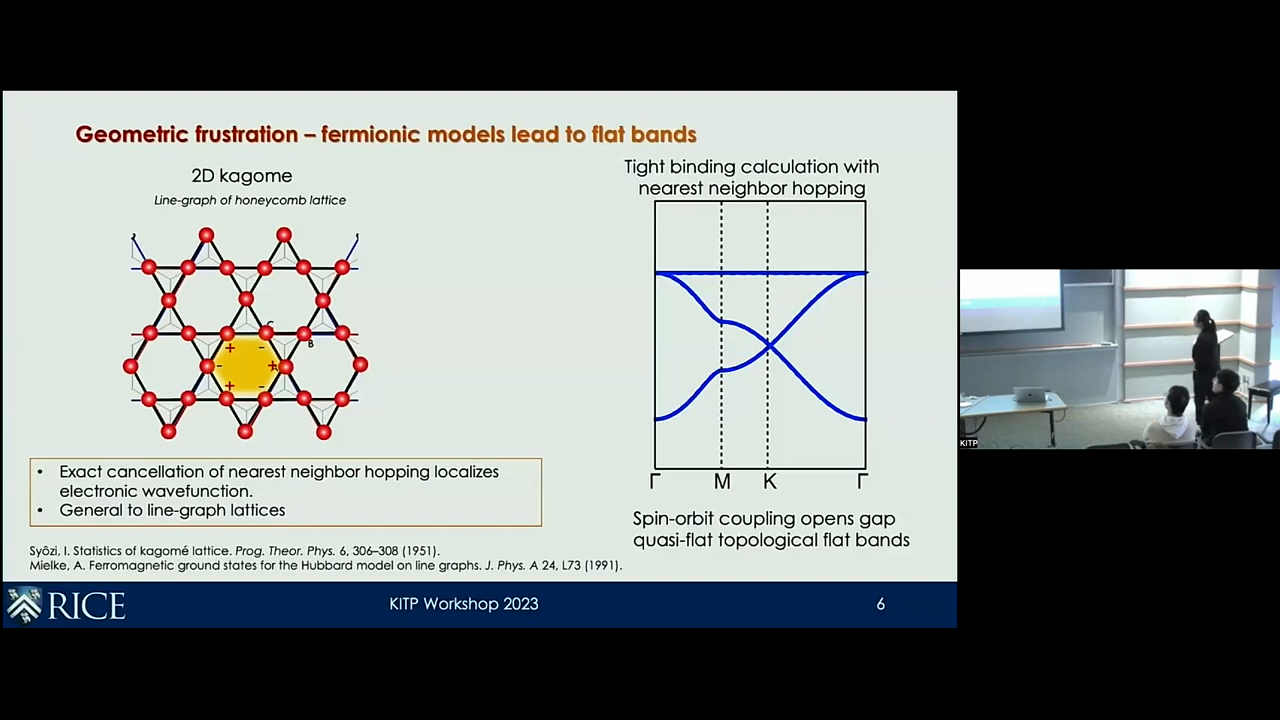 Geometric frustration – fermionic models lead to flat bands
2D kagome
Line-graph of honeycomb lattice
Tight binding calculation with
nearest neighbor hopping
C
B
A
+
-
-
+
+
-
Γ
M
K
Γ
• Exact cancellation of nearest neighbor hopping localizes
electronic wavefunction.
• General to line-graph lattices
Spin-orbit coupling opens gap
quasi-flat topological flat bands
Syôzi, I. Statistics of kagomé lattice. Prog. Theor. Phys. 6, 306–308 (1951).
Mielke, A. Ferromagnetic ground states for the Hubbard model on line graphs. J. Phys. A 24, L73 (1991).
RICE
KITP Workshop 2023
6
KITP